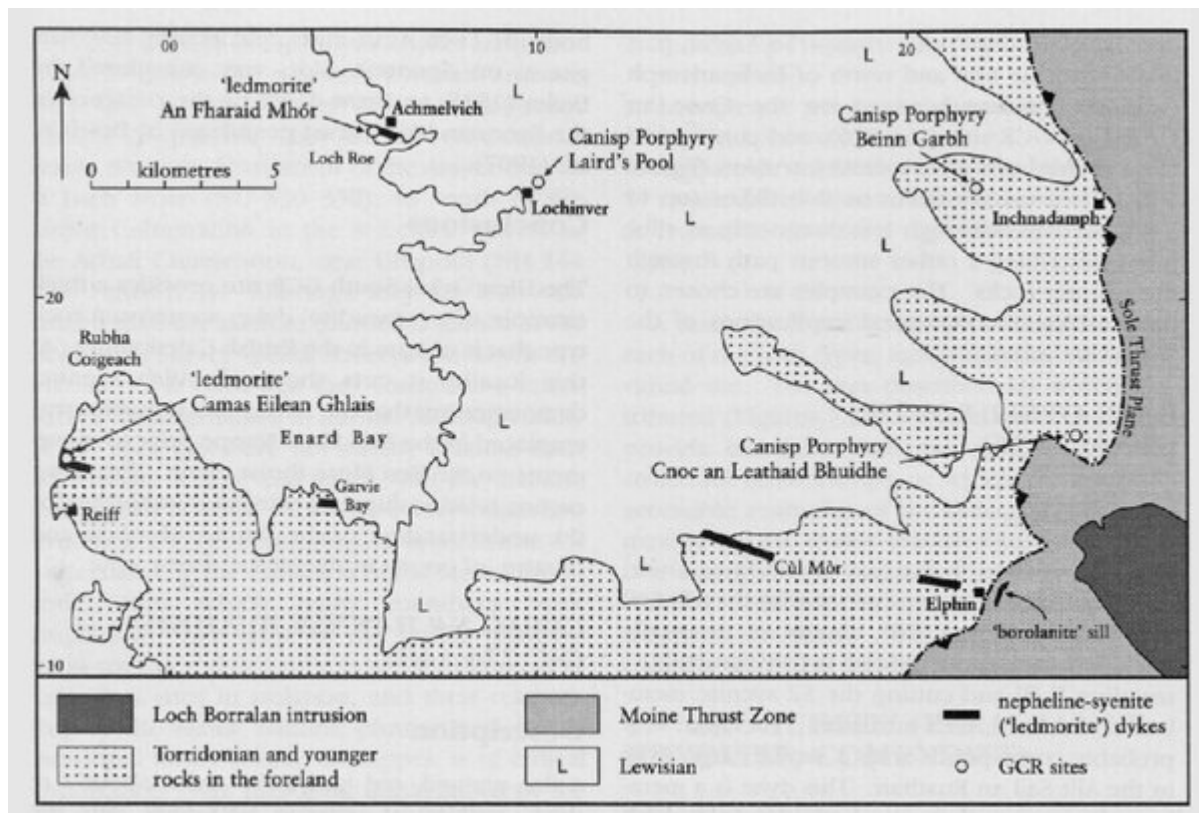 00
10
20
N
'ledmorite'
An Fharaid Mhór
Achmelvich
Loch Roe
0 kilometres 5
L
Canisp Porphyry
Laird's Pool
Lochinver
L
Canisp Porphyry
Beinn Garbh
Inchnadamph
L
20
Sole Thrust Plane
Rubha
Coigeach
'ledmorite'
Camas Eilean Ghlais
Enard Bay
L
L
Canisp Porphyry
Cnoc an Leathaid Bhuidhe
Garvie
Bay
Reiff
L
Cùl Mòr
Elphin
'borolanite' sill
10
Loch Borralan intrusion
Torridonian and younger
rocks in the foreland
Moine Thrust Zone
L
Lewisian
nepheline-syenite
('ledmorite') dykes
GCR sites